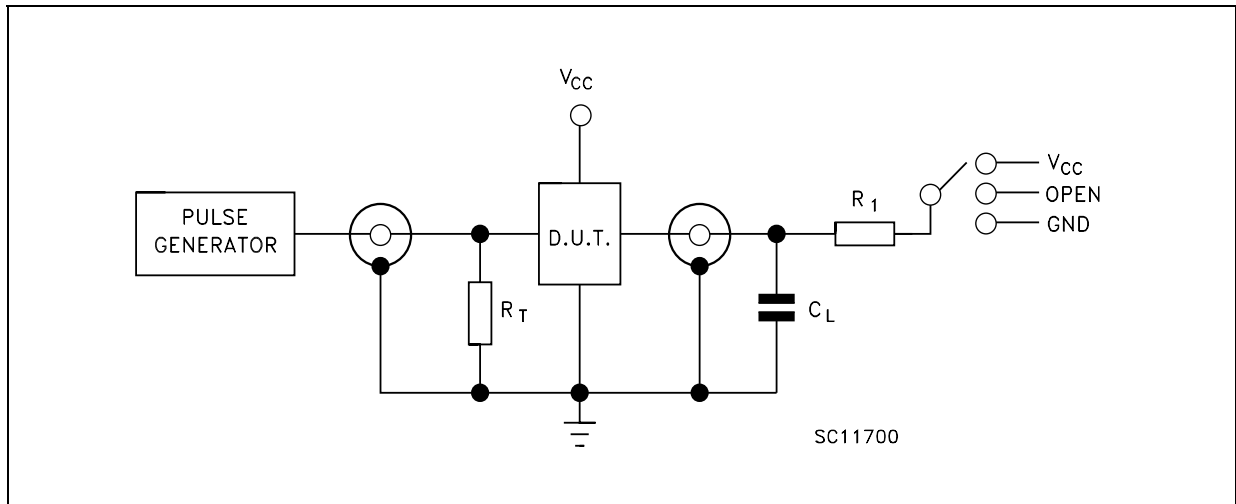 VCC
VCC
PULSE
GENERATOR
D.U.T.
R1
OPEN
GND
RT
CL
SC11700